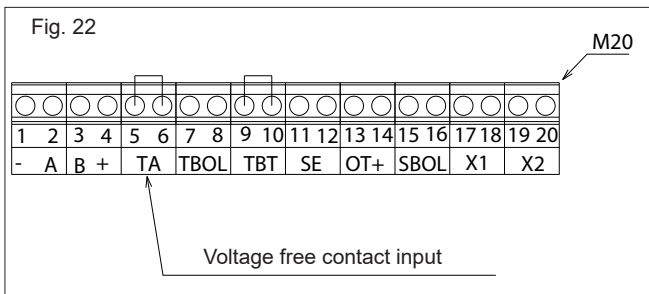 Fig. 22
M20
1 2 3 4 5 6 7 8 9 10 11 12 13 14 15 16 17 18 19 20
- A B + TA TBOL TBT SE OT+ SBOL X1 X2
Voltage free contact input